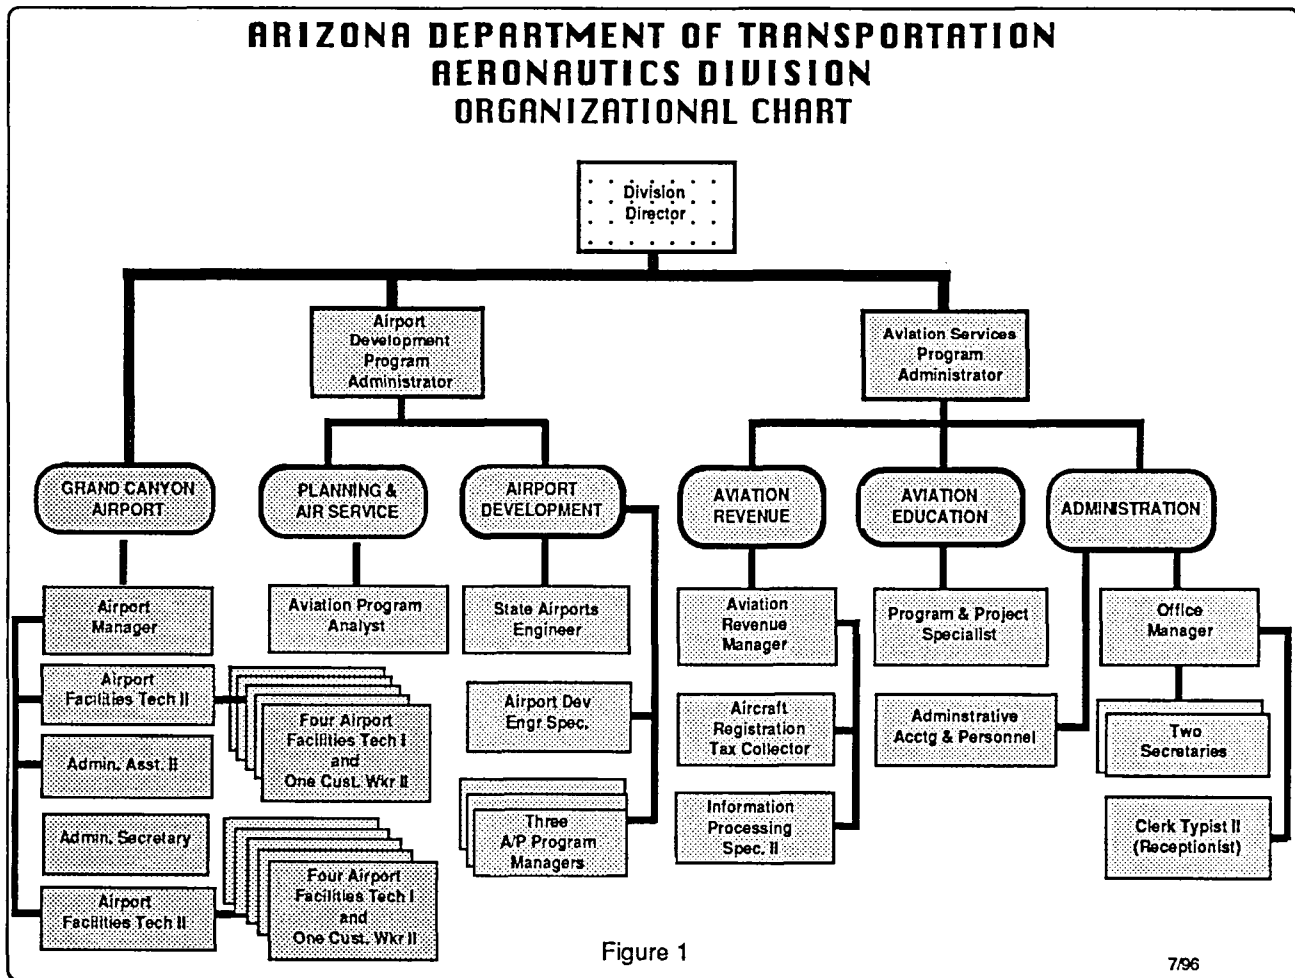 ARIZONA DEPARTMENT OF TRANSPORTATION
AERONAUTICS DIVISION
ORGANIZATIONAL CHART
Division
Director
Airport
Development
Program
Administrator
Aviation Services
Program
Administrator
GRAND CANYON
AIRPORT
PLANNING &
AIR SERVICE
AIRPORT
DEVELOPMENT
AVIATION
REVENUE
AVIATION
EDUCATION
ADMINISTRATION
Airport
Manager
Aviation Program
Analyst
State Airports
Engineer
Aviation
Revenue
Manager
Program & Project
Specialist
Office
Manager
Airport
Facilities Tech II
Four Airport
Facilities Tech I
and
One Cust. Wkr II
Airport Dev
Engr Spec.
Aircraft
Registration
Tax Collector
Adminstrative
Acctg & Personnel
Two
Secretaries
Admin. Asst. II
Admin. Secretary
Three
A/P Program
Managers
Information
Processing
Spec. II
Clerk Typist II
(Receptionist)
Airport
Facilities Tech II
Four Airport
Facilities Tech I
and
One Cust. Wkr II
Figure 1
7/96